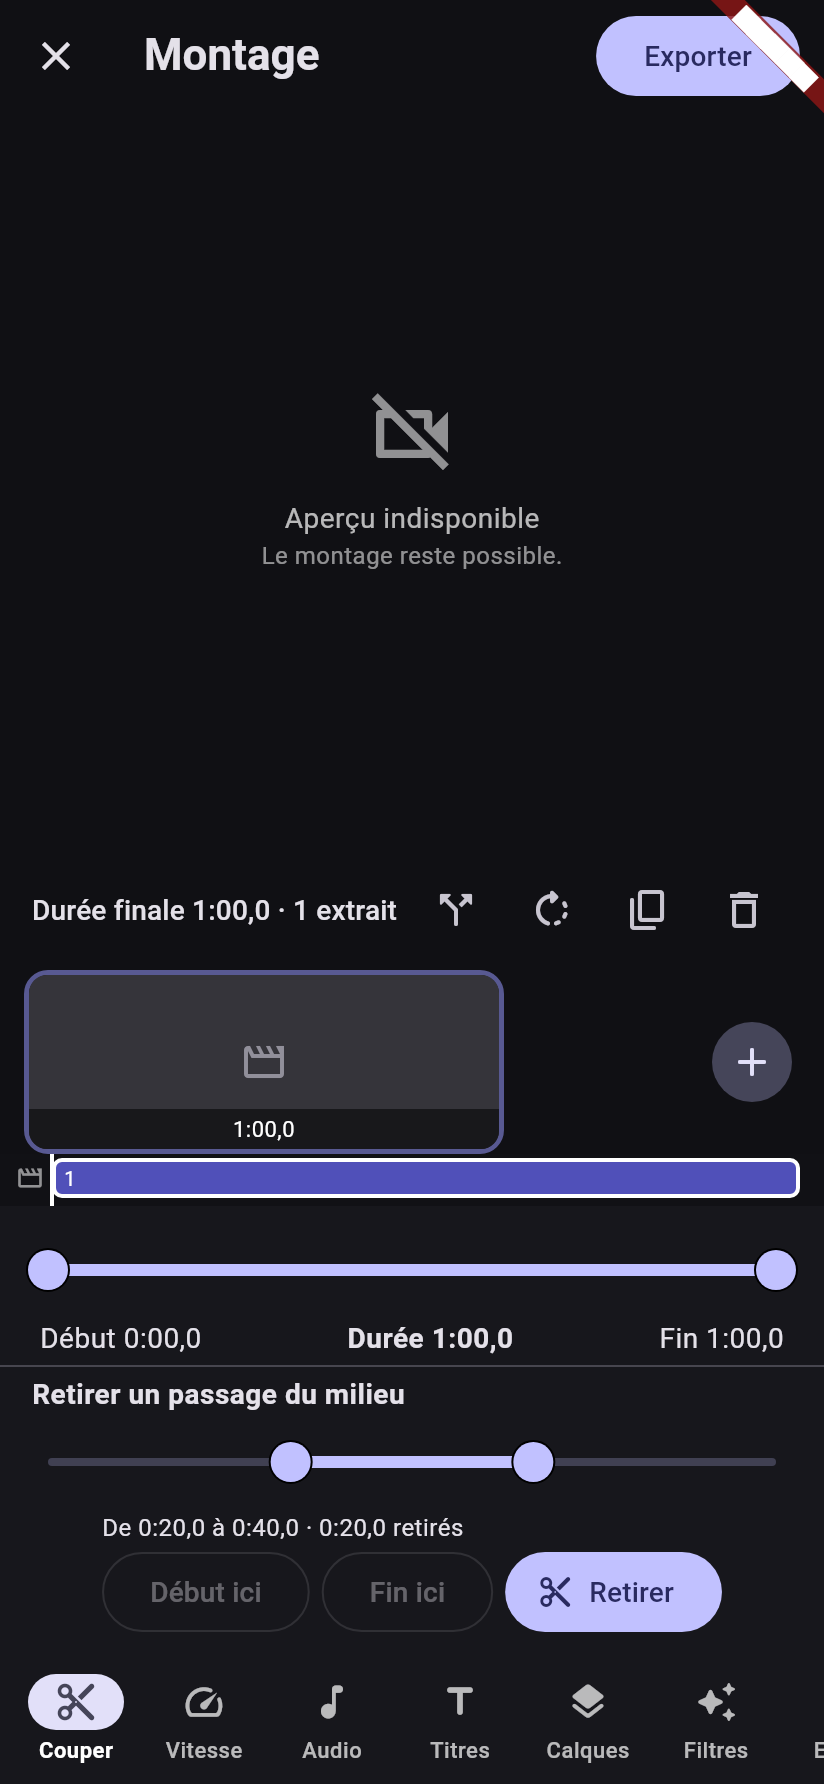 Montage
Exporter
Aperçu indisponible
Le montage reste possible.
Durée finale 1:00,0 · 1 extrait
1:00,0
1
Début 0:00,0
Durée 1:00,0
Fin 1:00,0
Retirer un passage du milieu
De 0:20,0 à 0:40,0 · 0:20,0 retirés
Début ici
Fin ici
Retirer
Couper
Vitesse
Audio
Titres
Calques
Filtres